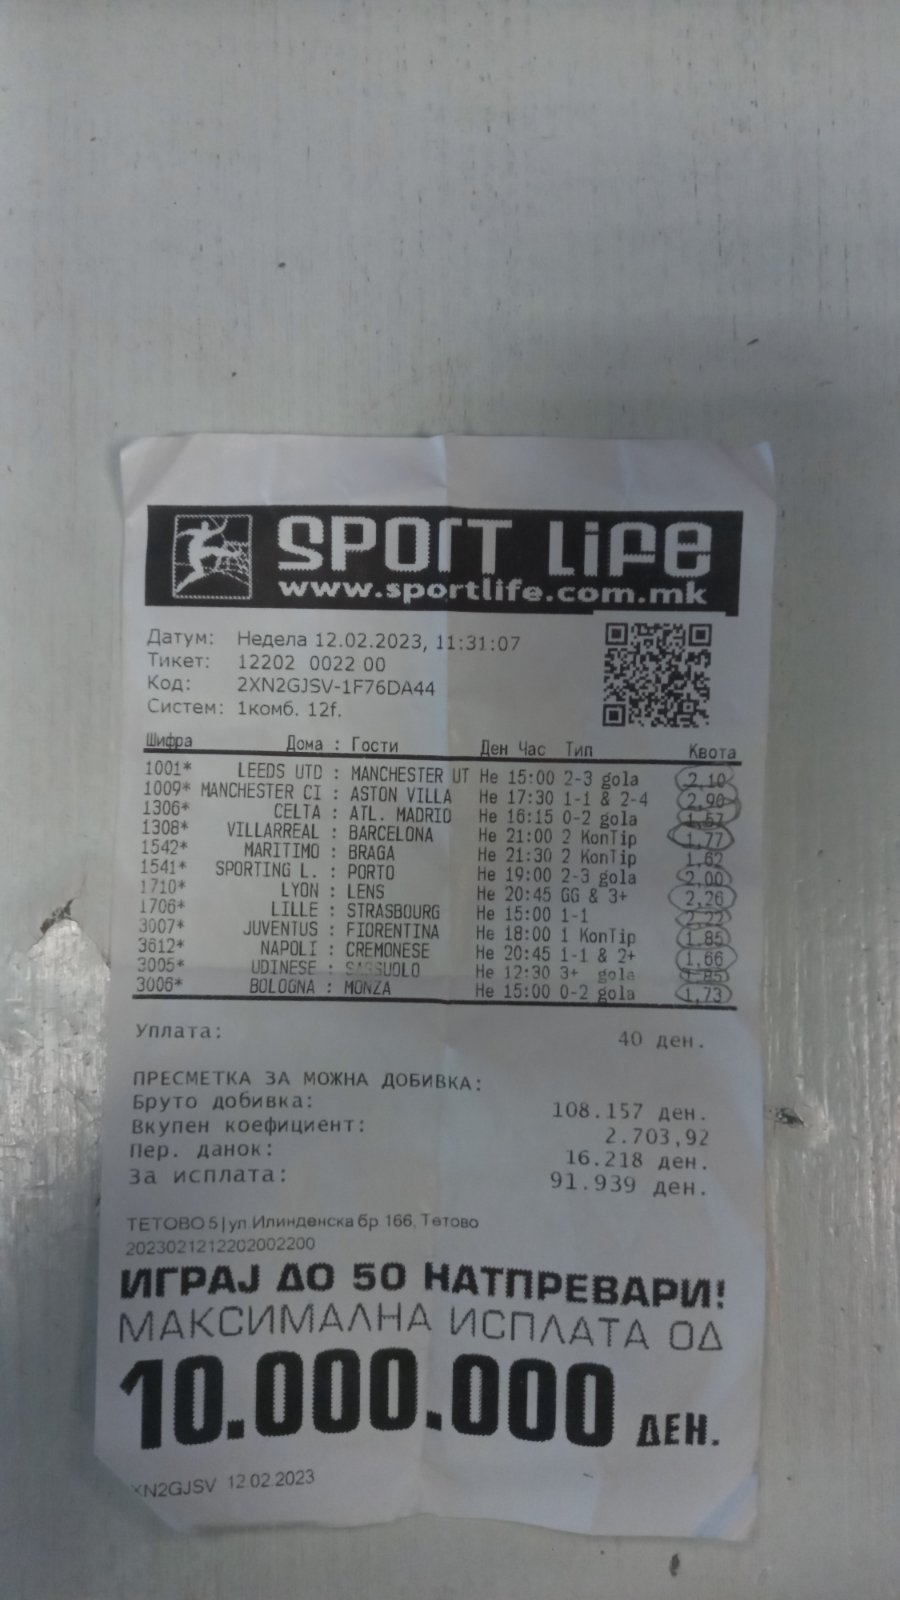 SPORT LIFE
www.sportlife.com.mk
Датум: Недела 12.02.2023, 11:31:07
Тикет: 12202 0022 00
Код: 2XN2GJSV-1F76DA44
Систем: 1комб. 12f.
Шифра Дома : Гости Ден Час Тип Квота
1001* LEEDS UTD : MANCHESTER UT Не 15:00 2-3 gola 2,10
1009* MANCHESTER CI : ASTON VILLA Не 17:30 1-1 & 2-4 2,90
1306* CELTA : ATL. MADRID Не 16:15 0-2 gola 1,57
1308* VILLARREAL : BARCELONA Не 21:00 2 KonTip 1,77
1542* MARITIMO : BRAGA Не 21:30 2 KonTip 1,62
1541* SPORTING L. : PORTO Не 19:00 2-3 gola 2,00
1710* LYON : LENS Не 20:45 GG & 3+ 2,26
1706* LILLE : STRASBOURG Не 15:00 1-1 2,22
3007* JUVENTUS : FIORENTINA Не 18:00 1 KonTip 1,85
3612* NAPOLI : CREMONESE Не 20:45 1-1 & 2+ 1,66
3005* UDINESE : SASSUOLO Не 12:30 3+ gola 1,85
3006* BOLOGNA : MONZA Не 15:00 0-2 gola 1,73
Уплата: 40 ден.
ПРЕСМЕТКА ЗА МОЖНА ДОБИВКА:
Бруто добивка: 108.157 ден.
Вкупен коефициент: 2.703,92
Пер. данок: 16.218 ден.
За исплата: 91.939 ден.
ТЕТОВО 5|ул.Илинденска бр 166, Тетово
2023021212202002200
ИГРАЈ ДО 50 НАТПРЕВАРИ!
МАКСИМАЛНА ИСПЛАТА ОД
10.000.000 ДЕН.
XN2GJSV 12.02.2023